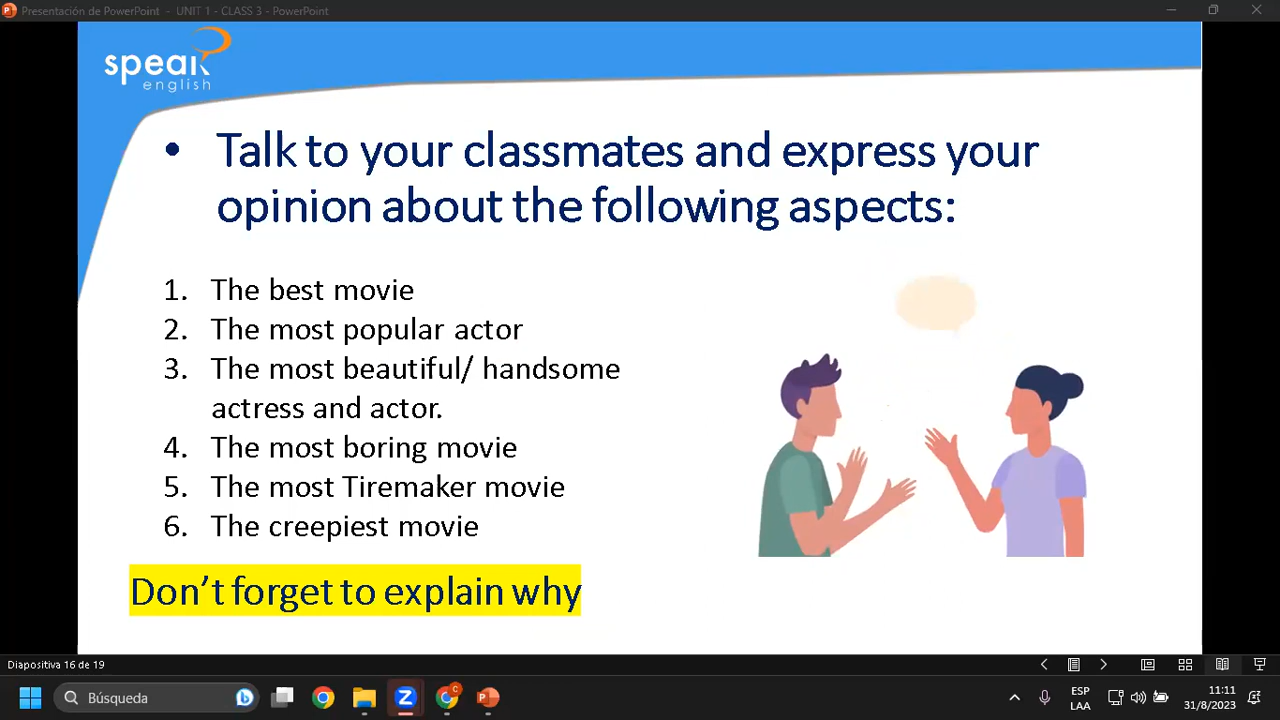 Presentación de PowerPoint - UNIT 1 - CLASS 3 - PowerPoint
speak
english
• Talk to your classmates and express your
opinion about the following aspects:
1. The best movie
2. The most popular actor
3. The most beautiful/ handsome
actress and actor.
4. The most boring movie
5. The most Tiremaker movie
6. The creepiest movie
Don't forget to explain why
Diapositiva 16 de 19
Búsqueda
ESP
LAA
11:11
31/8/2023